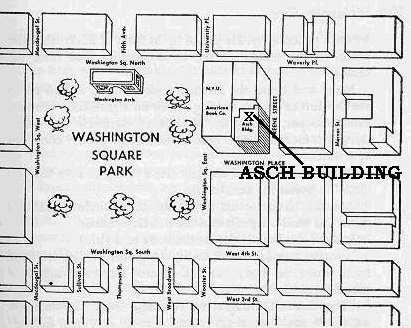 Macdougal St.
Fifth Ave.
University Pl.
Washington Sq. North
Waverly Pl.
Washington Arch
N.Y.U.
American
Book Co.
X
Asch
Bldg.
GREENE STREET
Mercer St.
Washington Sq. West
WASHINGTON
SQUARE
PARK
Washington Sq. East
WASHINGTON PLACE
ASCH BUILDING
Washington Sq. South
West 4th St.
Macdougal St.
Sullivan St.
Thompson St.
West Broadway
Wooster St.
West 3rd St.